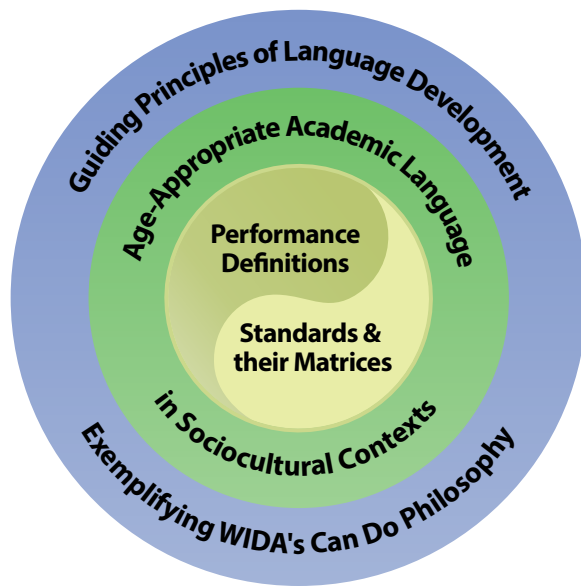 Guiding Principles of Language Development
Age-Appropriate Academic Language
Performance
Definitions
Standards &
their Matrices
in Sociocultural Contexts
Exemplifying WIDA's Can Do Philosophy